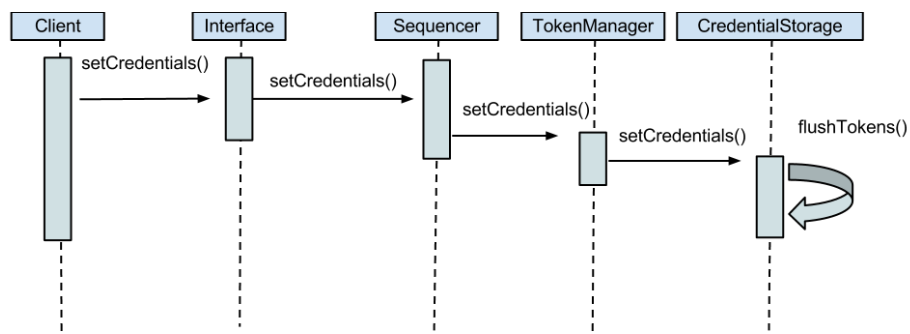 Client
Interface
Sequencer
TokenManager
CredentialStorage
setCredentials()
setCredentials()
setCredentials()
setCredentials()
flushTokens()